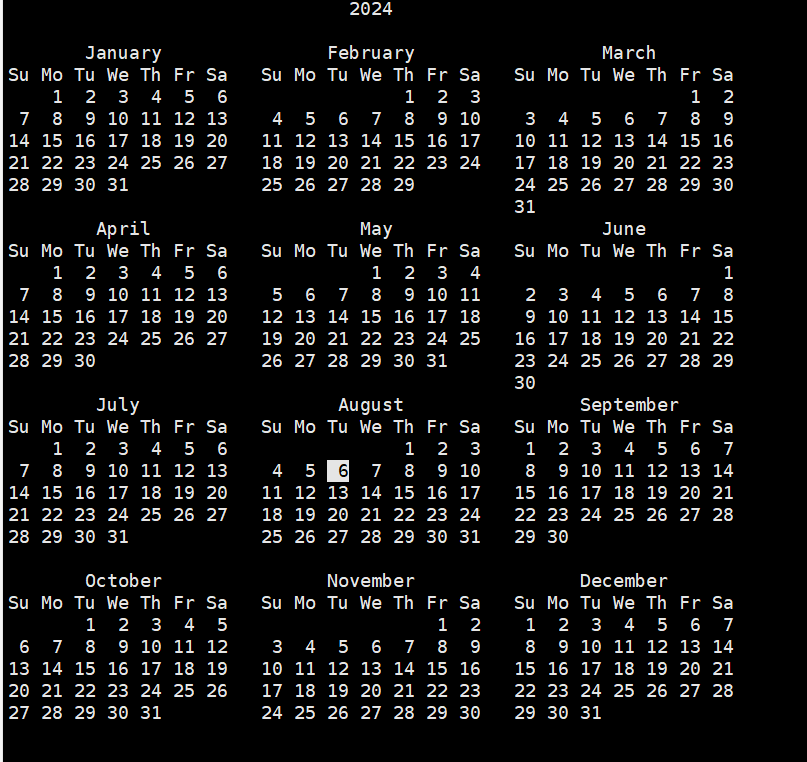 2024

       January                February                 March
Su Mo Tu We Th Fr Sa   Su Mo Tu We Th Fr Sa   Su Mo Tu We Th Fr Sa
    1  2  3  4  5  6                1  2  3                   1  2
 7  8  9 10 11 12 13    4  5  6  7  8  9 10    3  4  5  6  7  8  9
14 15 16 17 18 19 20   11 12 13 14 15 16 17   10 11 12 13 14 15 16
21 22 23 24 25 26 27   18 19 20 21 22 23 24   17 18 19 20 21 22 23
28 29 30 31            25 26 27 28 29         24 25 26 27 28 29 30
                                              31
        April                    May                   June
Su Mo Tu We Th Fr Sa   Su Mo Tu We Th Fr Sa   Su Mo Tu We Th Fr Sa
    1  2  3  4  5  6             1  2  3  4                      1
 7  8  9 10 11 12 13    5  6  7  8  9 10 11    2  3  4  5  6  7  8
14 15 16 17 18 19 20   12 13 14 15 16 17 18    9 10 11 12 13 14 15
21 22 23 24 25 26 27   19 20 21 22 23 24 25   16 17 18 19 20 21 22
28 29 30               26 27 28 29 30 31      23 24 25 26 27 28 29
                                              30
        July                  August                September
Su Mo Tu We Th Fr Sa   Su Mo Tu We Th Fr Sa   Su Mo Tu We Th Fr Sa
    1  2  3  4  5  6                1  2  3    1  2  3  4  5  6  7
 7  8  9 10 11 12 13    4  5  6  7  8  9 10    8  9 10 11 12 13 14
14 15 16 17 18 19 20   11 12 13 14 15 16 17   15 16 17 18 19 20 21
21 22 23 24 25 26 27   18 19 20 21 22 23 24   22 23 24 25 26 27 28
28 29 30 31            25 26 27 28 29 30 31   29 30

       October               November               December
Su Mo Tu We Th Fr Sa   Su Mo Tu We Th Fr Sa   Su Mo Tu We Th Fr Sa
       1  2  3  4  5                   1  2    1  2  3  4  5  6  7
 6  7  8  9 10 11 12    3  4  5  6  7  8  9    8  9 10 11 12 13 14
13 14 15 16 17 18 19   10 11 12 13 14 15 16   15 16 17 18 19 20 21
20 21 22 23 24 25 26   17 18 19 20 21 22 23   22 23 24 25 26 27 28
27 28 29 30 31         24 25 26 27 28 29 30   29 30 31